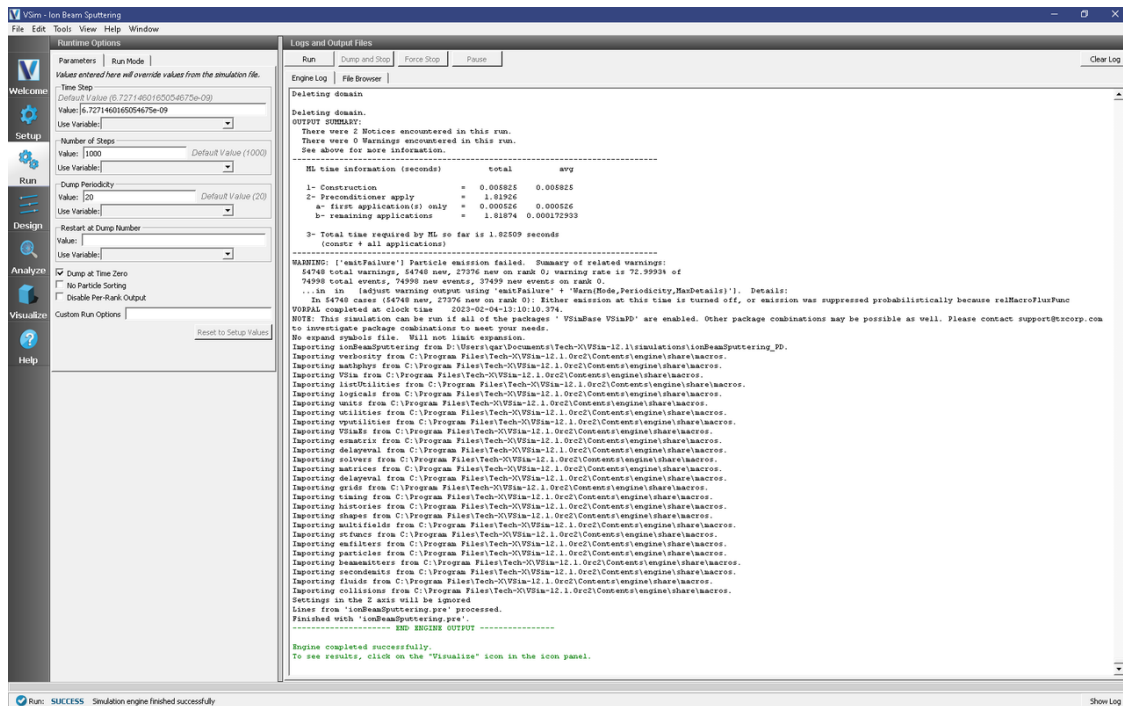 VSim - Ion Beam Sputtering
File Edit Tools View Help Window
Welcome
Setup
Run
Design
Analyze
Visualize
Help
Runtime Options
Parameters Run Mode
Values entered here will override values from the simulation file.
Time Step
Default Value (6.7271460165054675e-09)
Value: 6.7271460165054675e-09
Use Variable:
Number of Steps
Value: 1000 Default Value (1000)
Use Variable:
Dump Periodicity
Value: 20 Default Value (20)
Use Variable:
Restart at Dump Number
Value:
Use Variable:
Dump at Time Zero
No Particle Sorting
Disable Per-Rank Output
Custom Run Options
Reset to Setup Values
Logs and Output Files
Run Dump and Stop Force Stop Pause Clear Log
Engine Log File Browser
Deleting domain
Deleting domain.
OUTPUT SUMMARY:
There were 2 Notices encountered in this run.
There were 0 Warnings encountered in this run.
See above for more information.
--------------------------------------------------------------------------
ML time information (seconds) total avg
1- Construction = 0.005825 0.005825
2- Preconditioner apply = 1.81926
a- first application(s) only = 0.000526 0.000526
b- remaining applications = 1.81874 0.000172933
3- Total time required by ML so far is 1.82509 seconds
(constr + all applications)
--------------------------------------------------------------------------
WARNING: ['emitFailure'] Particle emission failed. Summary of related warnings:
54748 total warnings, 54748 new, 27376 new on rank 0; warning rate is 72.9993% of
74998 total events, 74998 new events, 37499 new events on rank 0.
...in in [adjust warning output using 'emitFailure' + 'Warn{Mode,Periodicity,MaxDetails}']. Details:
In 54748 cases (54748 new, 27376 new on rank 0): Either emission at this time is turned off, or emission was suppressed probabilistically because relMacroFluxFunc
VORPAL completed at clock time 2023-02-04=13:10:10.374.
NOTE: This simulation can be run if all of the packages ' VSimBase VSimPD' are enabled. Other package combinations may be possible as well. Please contact support@txcorp.com
to investigate package combinations to meet your needs.
No expand symbols file. Will not limit expansion.
Importing ionBeamSputtering from D:\Users\qar\Documents\Tech-X\VSim-12.1\simulations\ionBeamSputtering_PD.
Importing verbosity from C:\Program Files\Tech-X\VSim-12.1.0rc2\Contents\engine\share\macros.
Importing mathphys from C:\Program Files\Tech-X\VSim-12.1.0rc2\Contents\engine\share\macros.
Importing VSim from C:\Program Files\Tech-X\VSim-12.1.0rc2\Contents\engine\share\macros.
Importing listUtilities from C:\Program Files\Tech-X\VSim-12.1.0rc2\Contents\engine\share\macros.
Importing logicals from C:\Program Files\Tech-X\VSim-12.1.0rc2\Contents\engine\share\macros.
Importing units from C:\Program Files\Tech-X\VSim-12.1.0rc2\Contents\engine\share\macros.
Importing utilities from C:\Program Files\Tech-X\VSim-12.1.0rc2\Contents\engine\share\macros.
Importing vputilities from C:\Program Files\Tech-X\VSim-12.1.0rc2\Contents\engine\share\macros.
Importing VSimEs from C:\Program Files\Tech-X\VSim-12.1.0rc2\Contents\engine\share\macros.
Importing esmatrix from C:\Program Files\Tech-X\VSim-12.1.0rc2\Contents\engine\share\macros.
Importing delayeval from C:\Program Files\Tech-X\VSim-12.1.0rc2\Contents\engine\share\macros.
Importing solvers from C:\Program Files\Tech-X\VSim-12.1.0rc2\Contents\engine\share\macros.
Importing matrices from C:\Program Files\Tech-X\VSim-12.1.0rc2\Contents\engine\share\macros.
Importing delayeval from C:\Program Files\Tech-X\VSim-12.1.0rc2\Contents\engine\share\macros.
Importing grids from C:\Program Files\Tech-X\VSim-12.1.0rc2\Contents\engine\share\macros.
Importing timing from C:\Program Files\Tech-X\VSim-12.1.0rc2\Contents\engine\share\macros.
Importing histories from C:\Program Files\Tech-X\VSim-12.1.0rc2\Contents\engine\share\macros.
Importing shapes from C:\Program Files\Tech-X\VSim-12.1.0rc2\Contents\engine\share\macros.
Importing multifields from C:\Program Files\Tech-X\VSim-12.1.0rc2\Contents\engine\share\macros.
Importing stfuncs from C:\Program Files\Tech-X\VSim-12.1.0rc2\Contents\engine\share\macros.
Importing emfilters from C:\Program Files\Tech-X\VSim-12.1.0rc2\Contents\engine\share\macros.
Importing particles from C:\Program Files\Tech-X\VSim-12.1.0rc2\Contents\engine\share\macros.
Importing beamemitters from C:\Program Files\Tech-X\VSim-12.1.0rc2\Contents\engine\share\macros.
Importing secondemits from C:\Program Files\Tech-X\VSim-12.1.0rc2\Contents\engine\share\macros.
Importing fluids from C:\Program Files\Tech-X\VSim-12.1.0rc2\Contents\engine\share\macros.
Importing collisions from C:\Program Files\Tech-X\VSim-12.1.0rc2\Contents\engine\share\macros.
Settings in the Z axis will be ignored
Lines from 'ionBeamSputtering.pre' processed.
Finished with 'ionBeamSputtering.pre'.
-------------------- END ENGINE OUTPUT ----------------
Engine completed successfully.
To see results, click on the "Visualize" icon in the icon panel.
Run: SUCCESS Simulation engine finished successfully Show Log